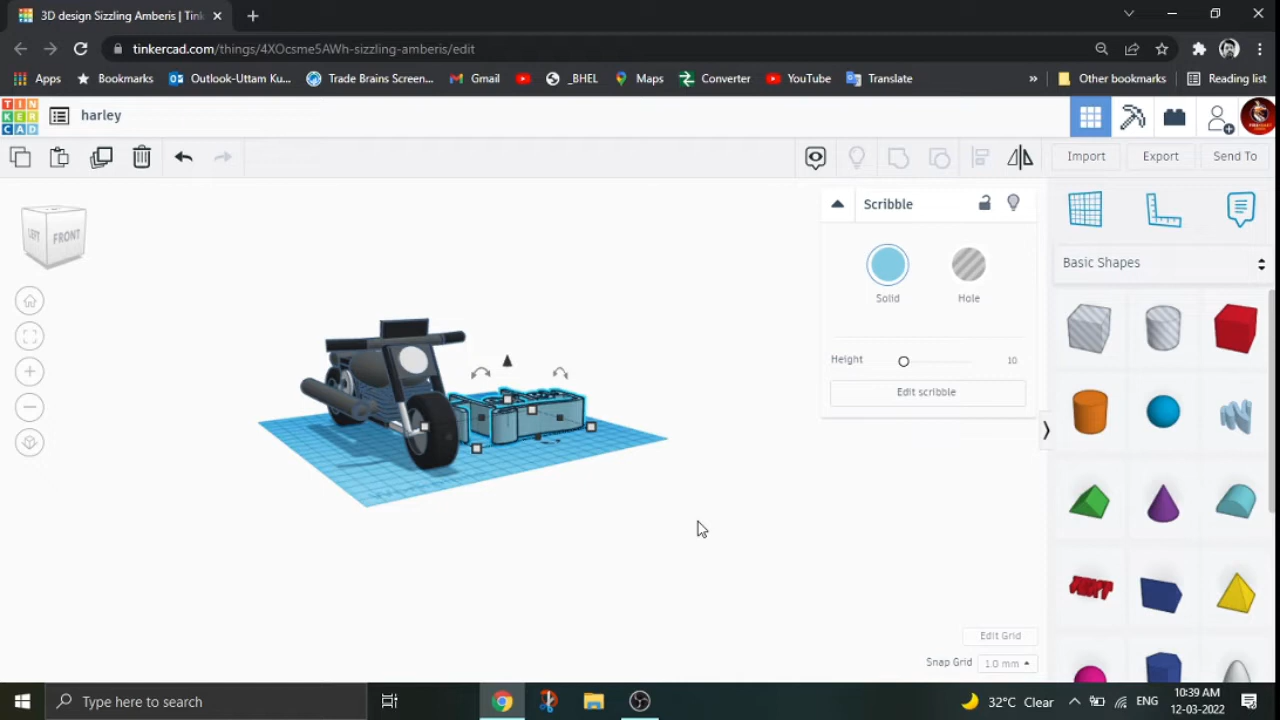 3D design Sizzling Amberis | Tink
tinkercad.com/things/4XOcsme5AWh-sizzling-amberis/edit
Apps
Bookmarks
Outlook-Uttam Ku...
Trade Brains Screen...
Gmail
_BHEL
Maps
Converter
YouTube
Translate
»
Other bookmarks
Reading list
TIN
KER
CAD
harley
Import
Export
Send To
LEFT
FRONT
Scribble
Solid
Hole
Height
10
Edit scribble
Basic Shapes
TEXT
Edit Grid
Snap Grid
1.0 mm
Type here to search
32°C Clear
ENG
10:39 AM
12-03-2022